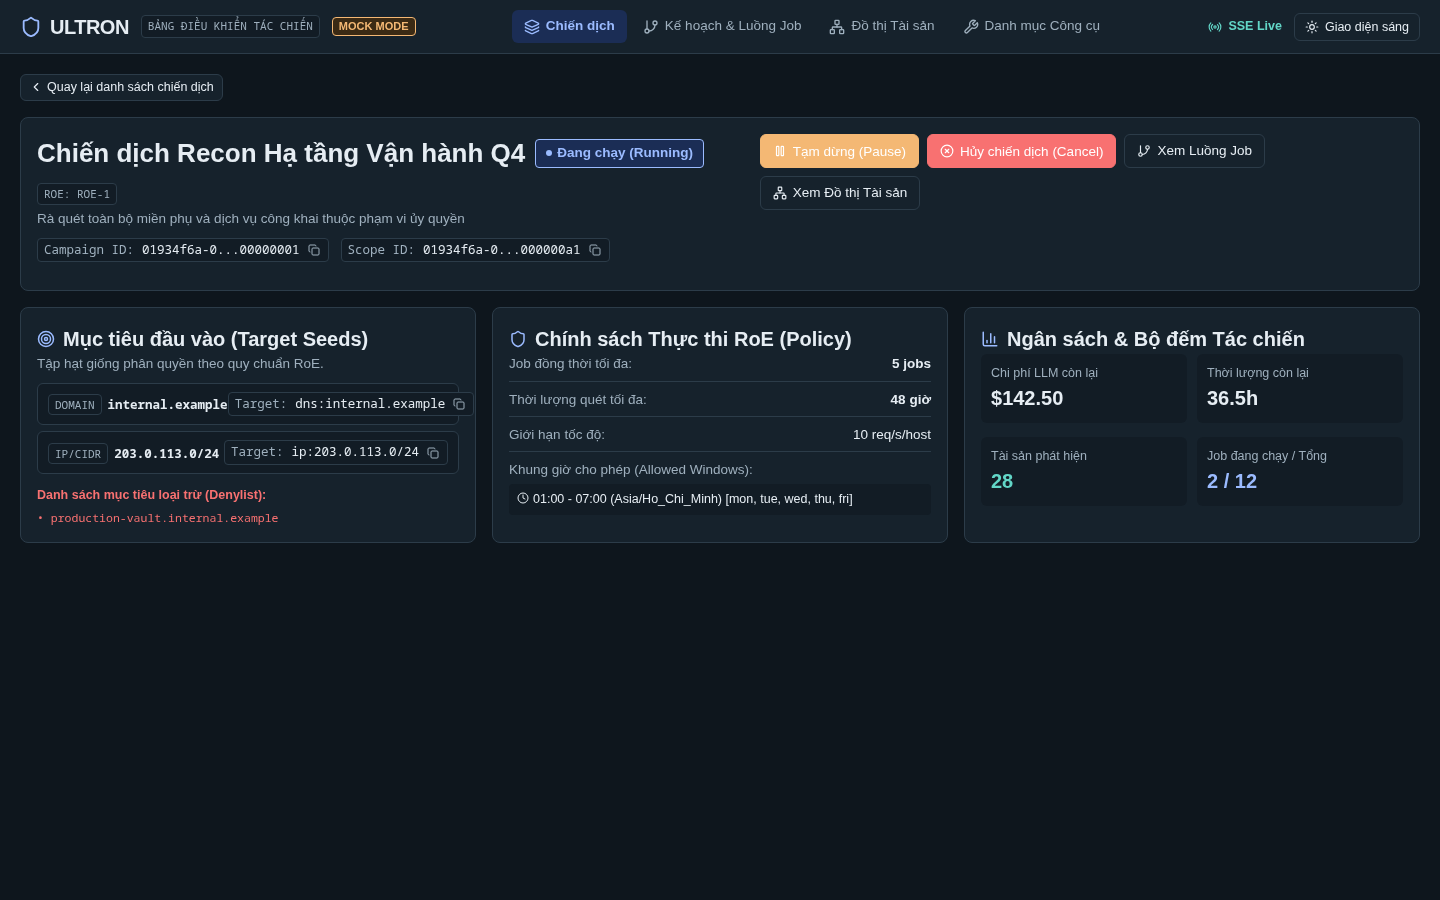 ULTRON BẢNG ĐIỀU KHIỂN TÁC CHIẾN MOCK MODE Chiến dịch Kế hoạch & Luồng Job Đồ thị Tài sản Danh mục Công cụ SSE Live Giao diện sáng
Quay lại danh sách chiến dịch
Chiến dịch Recon Hạ tầng Vận hành Q4 Đang chạy (Running)
Tạm dừng (Pause) Hủy chiến dịch (Cancel) Xem Luồng Job
Xem Đồ thị Tài sản
ROE: ROE-1
Rà quét toàn bộ miền phụ và dịch vụ công khai thuộc phạm vi ủy quyền
Campaign ID: 01934f6a-0...00000001 Scope ID: 01934f6a-0...000000a1
Mục tiêu đầu vào (Target Seeds)
Tập hạt giống phân quyền theo quy chuẩn RoE.
DOMAIN internal.example Target: dns:internal.example
IP/CIDR 203.0.113.0/24 Target: ip:203.0.113.0/24
Danh sách mục tiêu loại trừ (Denylist):
• production-vault.internal.example
Chính sách Thực thi RoE (Policy)
Job đồng thời tối đa: 5 jobs
Thời lượng quét tối đa: 48 giờ
Giới hạn tốc độ: 10 req/s/host
Khung giờ cho phép (Allowed Windows):
01:00 - 07:00 (Asia/Ho_Chi_Minh) [mon, tue, wed, thu, fri]
Ngân sách & Bộ đếm Tác chiến
Chi phí LLM còn lại
$142.50
Thời lượng còn lại
36.5h
Tài sản phát hiện
28
Job đang chạy / Tổng
2 / 12